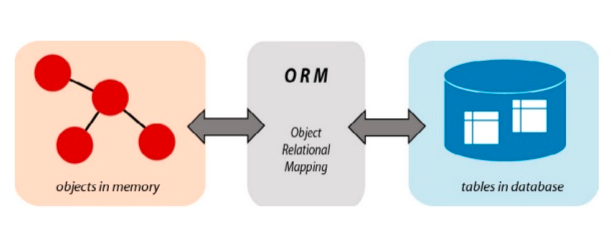 ORM
Object
Relational
Mapping
objects in memory
tables in database